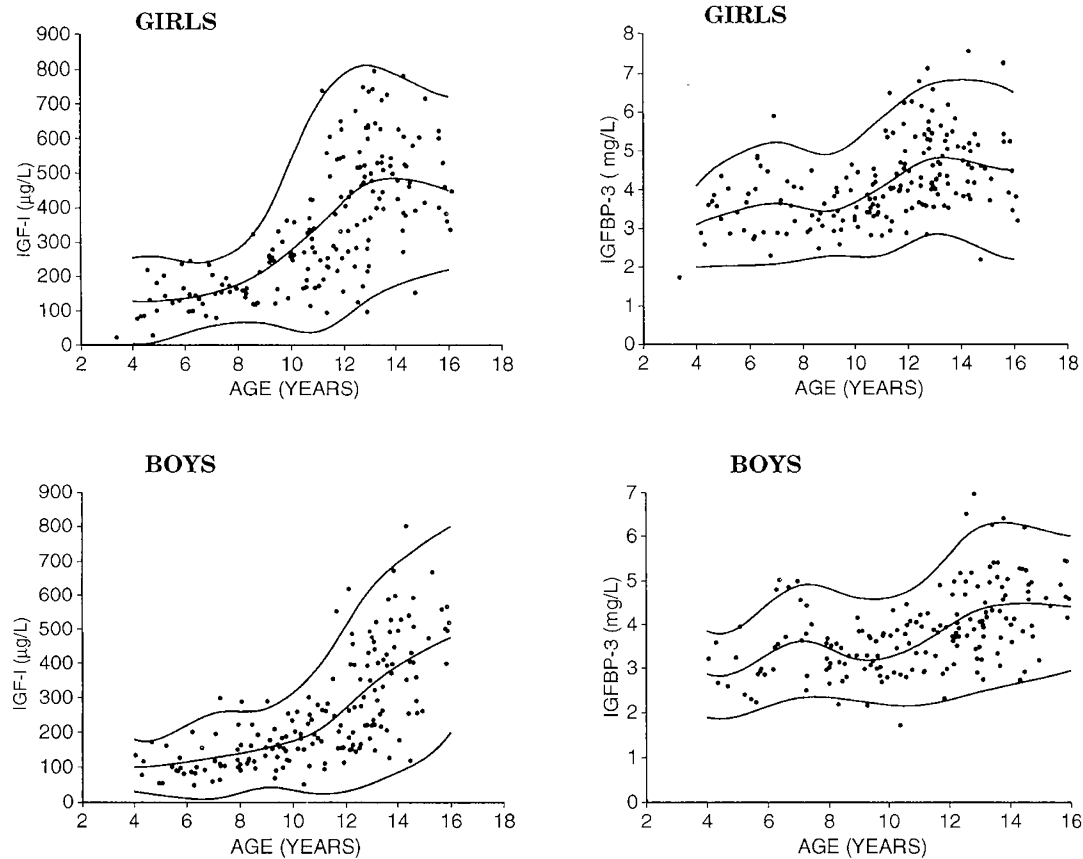 GIRLS
900
800
700
600
500
400
300
200
100
0
IGF-I (µg/L)
2 4 6 8 10 12 14 16 18
AGE (YEARS)
GIRLS
8
7
6
5
4
3
2
1
0
IGFBP-3 ( mg/L)
2 4 6 8 10 12 14 16 18
AGE (YEARS)
BOYS
900
800
700
600
500
400
300
200
100
0
IGF-I (µg/L)
2 4 6 8 10 12 14 16 18
AGE (YEARS)
BOYS
7
6
5
4
3
2
1
0
IGFBP-3 (mg/L)
2 4 6 8 10 12 14 16
AGE (YEARS)